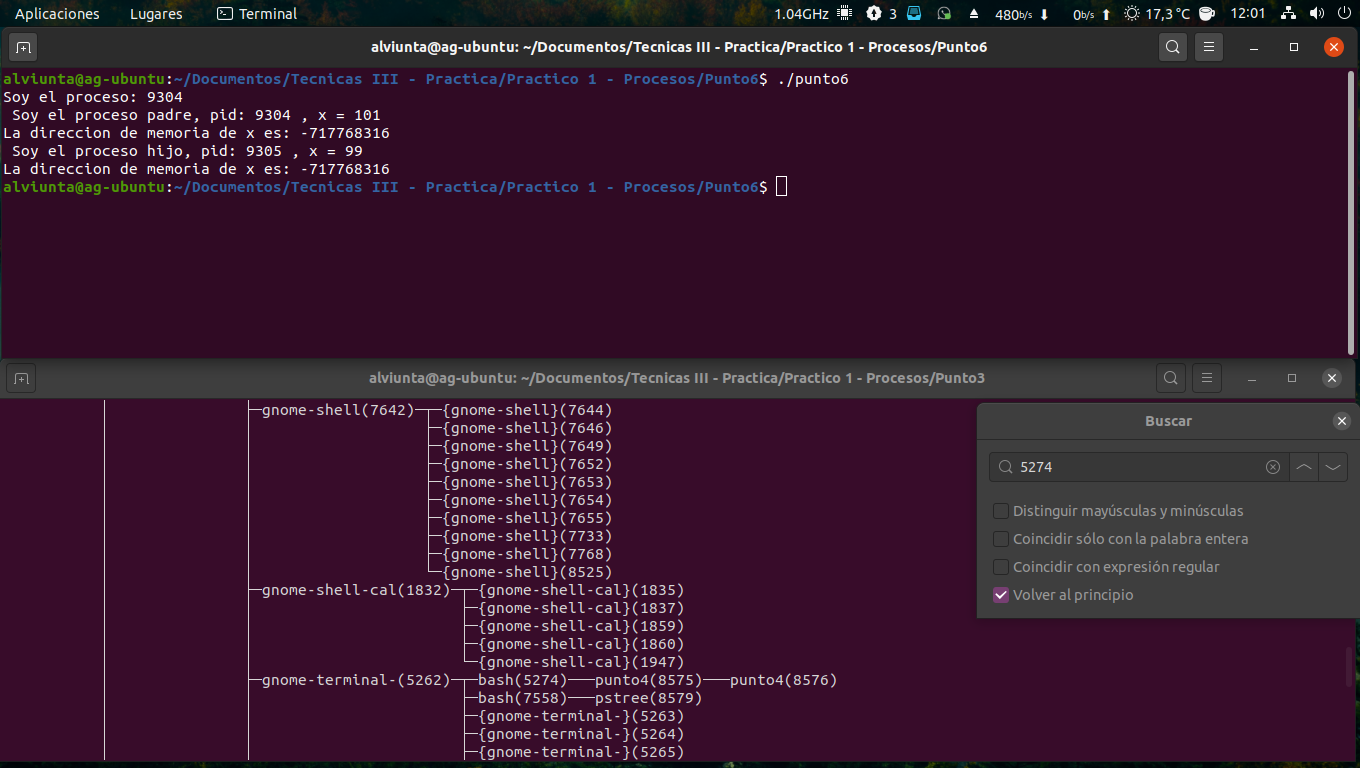 Aplicaciones Lugares Terminal 1.04GHz 3 480b/s 0b/s 17,3°C 12:01
alviunta@ag-ubuntu: ~/Documentos/Tecnicas III - Practica/Practico 1 - Procesos/Punto6
alviunta@ag-ubuntu:~/Documentos/Tecnicas III - Practica/Practico 1 - Procesos/Punto6$ ./punto6
Soy el proceso: 9304
Soy el proceso padre, pid: 9304 , x = 101
La direccion de memoria de x es: -717768316
Soy el proceso hijo, pid: 9305 , x = 99
La direccion de memoria de x es: -717768316
alviunta@ag-ubuntu:~/Documentos/Tecnicas III - Practica/Practico 1 - Procesos/Punto6$
alviunta@ag-ubuntu: ~/Documentos/Tecnicas III - Practica/Practico 1 - Procesos/Punto3
gnome-shell(7642)─┬─{gnome-shell}(7644)
├─{gnome-shell}(7646)
├─{gnome-shell}(7649)
├─{gnome-shell}(7652)
├─{gnome-shell}(7653)
├─{gnome-shell}(7654)
├─{gnome-shell}(7655)
├─{gnome-shell}(7733)
├─{gnome-shell}(7768)
└─{gnome-shell}(8525)
gnome-shell-cal(1832)─┬─{gnome-shell-cal}(1835)
├─{gnome-shell-cal}(1837)
├─{gnome-shell-cal}(1859)
├─{gnome-shell-cal}(1860)
└─{gnome-shell-cal}(1947)
gnome-terminal-(5262)─┬─bash(5274)───punto4(8575)───punto4(8576)
├─bash(7558)───pstree(8579)
├─{gnome-terminal-}(5263)
├─{gnome-terminal-}(5264)
├─{gnome-terminal-}(5265)
Buscar
5274
Distinguir mayúsculas y minúsculas
Coincidir sólo con la palabra entera
Coincidir con expresión regular
Volver al principio